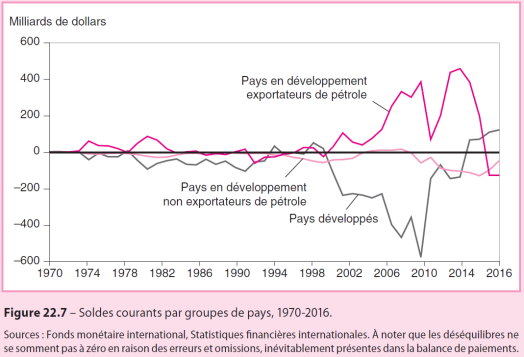 Milliards de dollars
600
400
200
0
−200
−400
−600
Pays en développement
exportateurs de pétrole
Pays en développement
non exportateurs de pétrole
Pays développés
1970 1974 1978 1982 1986 1990 1994 1998 2002 2006 2010 2014 2016
Figure 22.7 – Soldes courants par groupes de pays, 1970-2016.
Sources : Fonds monétaire international, Statistiques financières internationales. À noter que les déséquilibres ne
se somment pas à zéro en raison des erreurs et omissions, inévitablement présentes dans la balance de paiements.